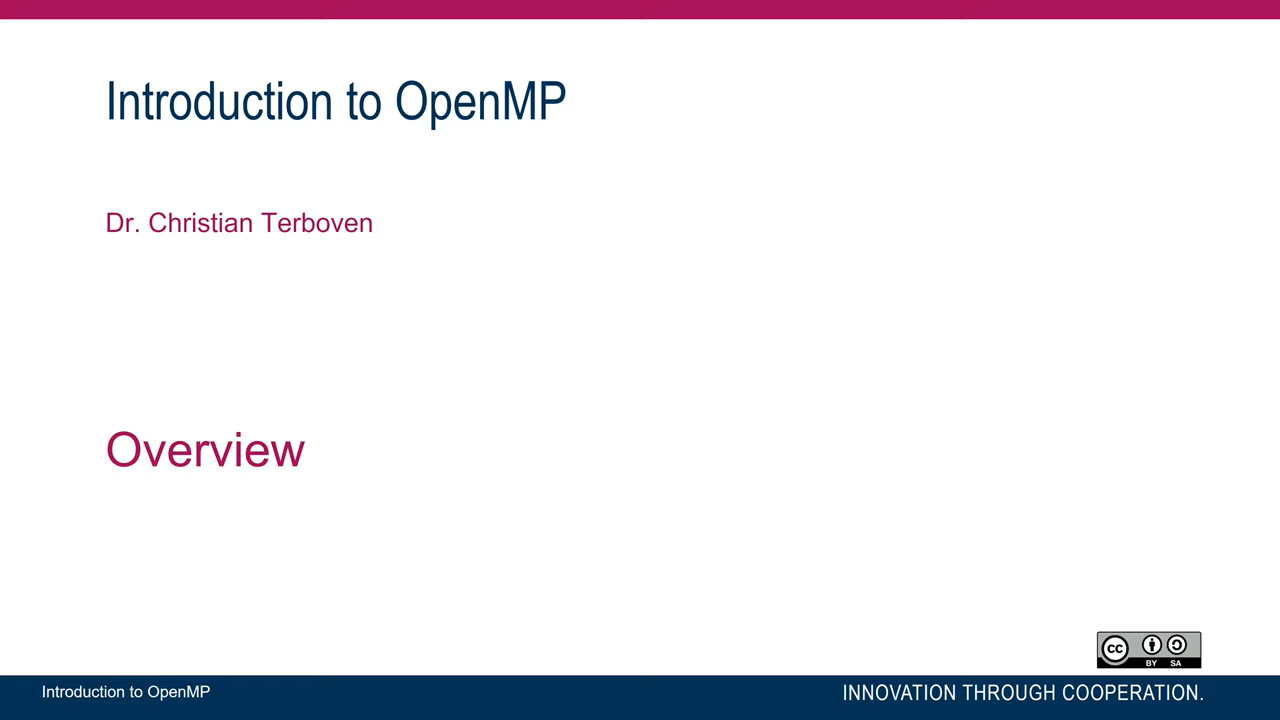 Introduction to OpenMP
Dr. Christian Terboven
Overview
cc
BY SA
Introduction to OpenMP
INNOVATION THROUGH COOPERATION.